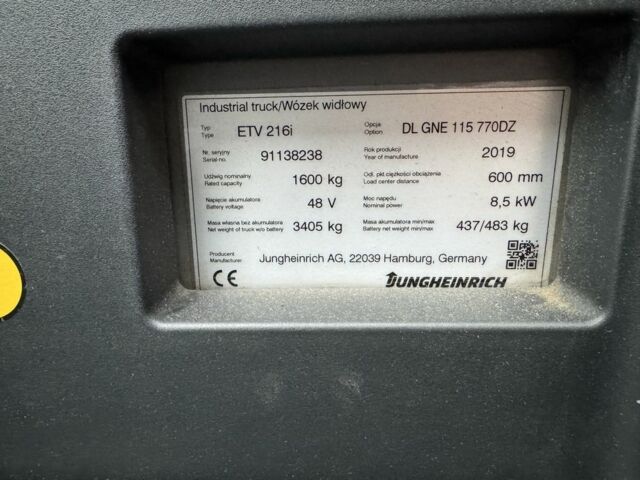 Industrial truck/Wózek widłowy
Typ
Type ETV 216i Opcja
Option DL GNE 115 770DZ
Nr. seryjny
Serial-no. 91138238 Rok produkcji
Year of manufacture 2019
Udźwig nominalny
Rated capacity 1600 kg Odl. pkt.ciężkości obciążenia
Load center distance 600 mm
Napięcie akumulatora
Battery voltage 48 V Moc napędu
Nominal power 8,5 kW
Masa własna bez akumulatora
Net weight of truck w/o battery 3405 kg Masa akumulatora min/max
Battery net weight min/max 437/483 kg
Producent
Manufacturer Jungheinrich AG, 22039 Hamburg, Germany
CE JUNGHEINRICH